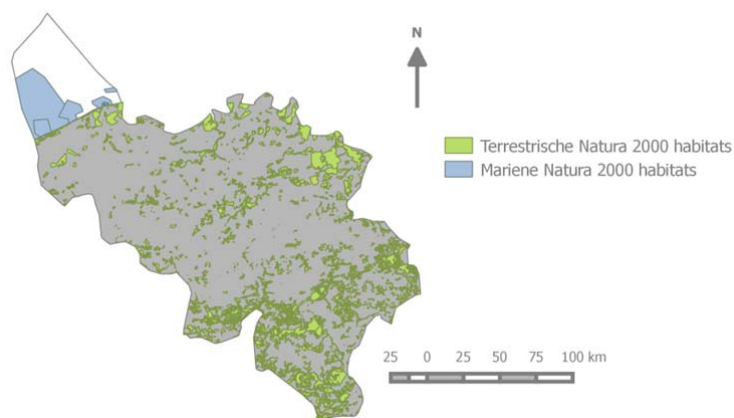 N
Terrestrische Natura 2000 habitats
Mariene Natura 2000 habitats
25 0 25 50 75 100 km